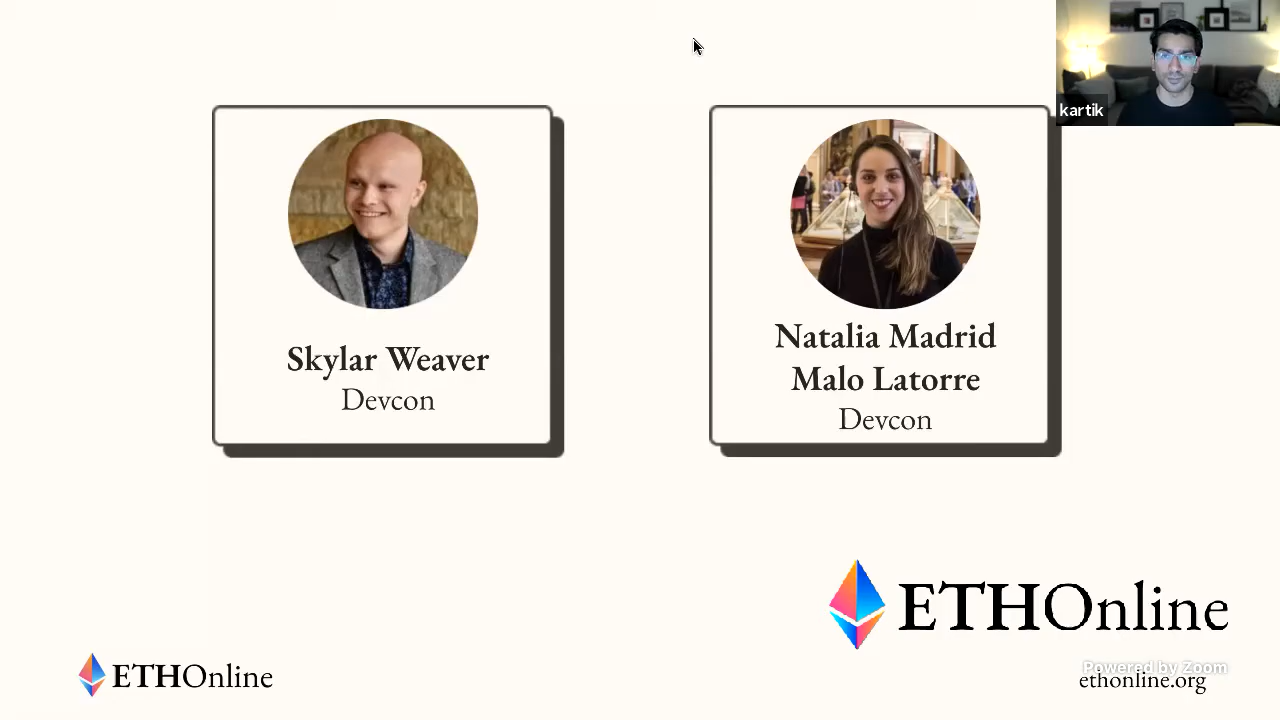 kartik
Skylar Weaver
Devcon
Natalia Madrid
Malo Latorre
Devcon
ETHOnline
Powered by Zoom
ETHOnline
ethonline.org